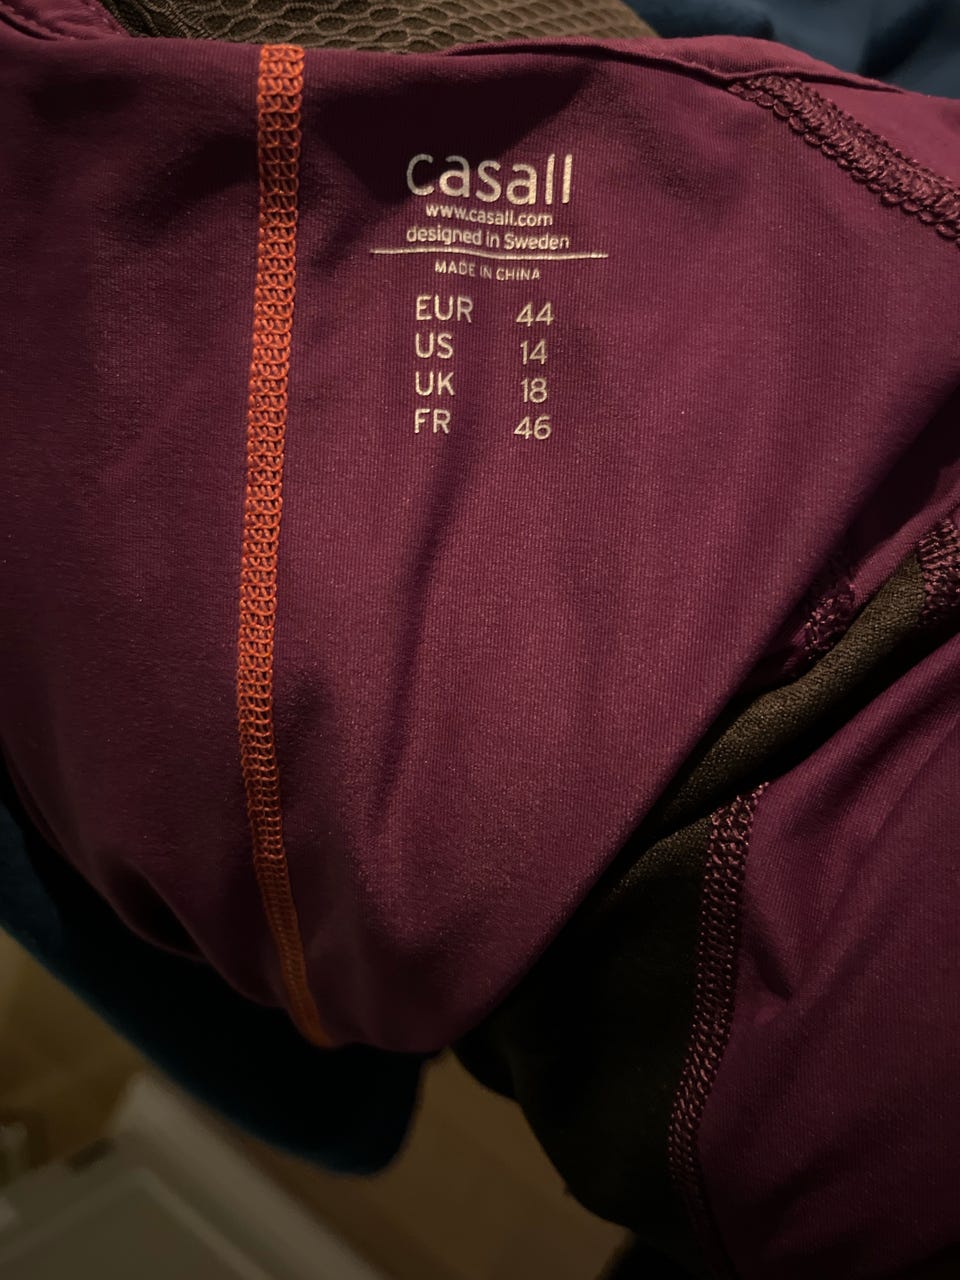 casall
www.casall.com
designed in Sweden
MADE IN CHINA
EUR 44
US 14
UK 18
FR 46